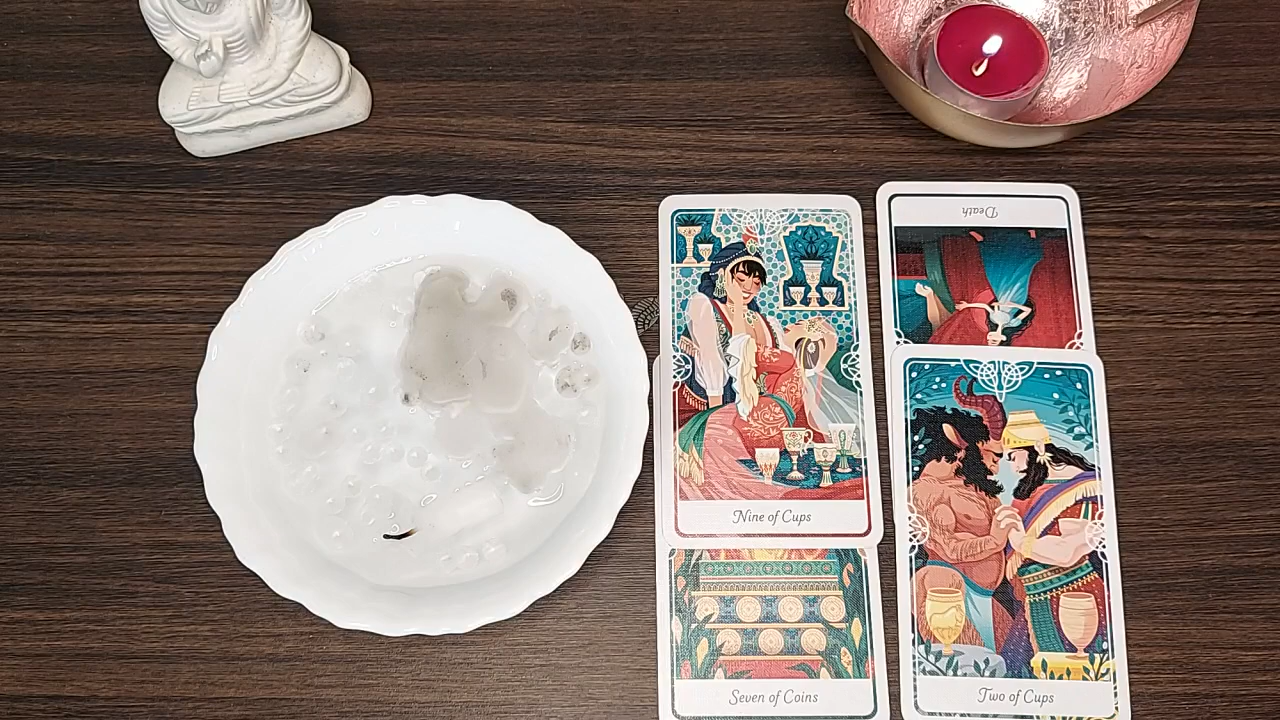 Death
Nine of Cups
Seven of Coins
Two of Cups